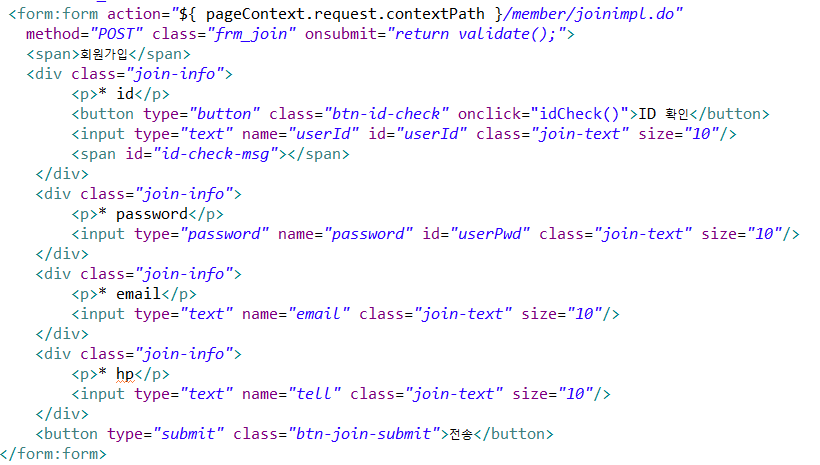 <form:form action="${ pageContext.request.contextPath }/member/joinimpl.do"
method="POST" class="frm_join" onsubmit="return validate();">
<span>회원가입</span>
<div class="join-info">
<p>* id</p>
<button type="button" class="btn-id-check" onclick="idCheck()">ID 확인</button>
<input type="text" name="userId" id="userId" class="join-text" size="10"/>
<span id="id-check-msg"></span>
</div>
<div class="join-info">
<p>* password</p>
<input type="password" name="password" id="userPwd" class="join-text" size="10"/>
</div>
<div class="join-info">
<p>* email</p>
<input type="text" name="email" class="join-text" size="10"/>
</div>
<div class="join-info">
<p>* hp</p>
<input type="text" name="tell" class="join-text" size="10"/>
</div>
<button type="submit" class="btn-join-submit">전송</button>
</form:form>